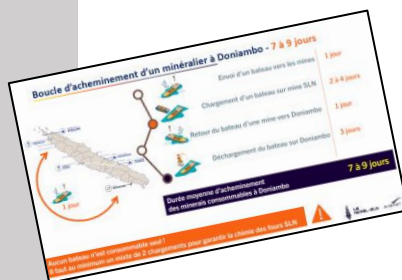 Boucle d'acheminement d'un minéralier à Doniambo - 7 à 9 jours
Envoi d'un bateau vers les mines
1 jour
Chargement d'un bateau sur mine SLN
2 à 4 jours
Retour du bateau d'une mine vers Doniambo
1 jour
Déchargement du bateau sur Doniambo
3 jours
1 jour
Durée moyenne d'acheminement
des minerais consommables à Doniambo
7 à 9 jours
Aucun bateau n'est consommable seul !
Il faut au minimum un mixte de 2 chargements pour garantir la chimie des fours SLN